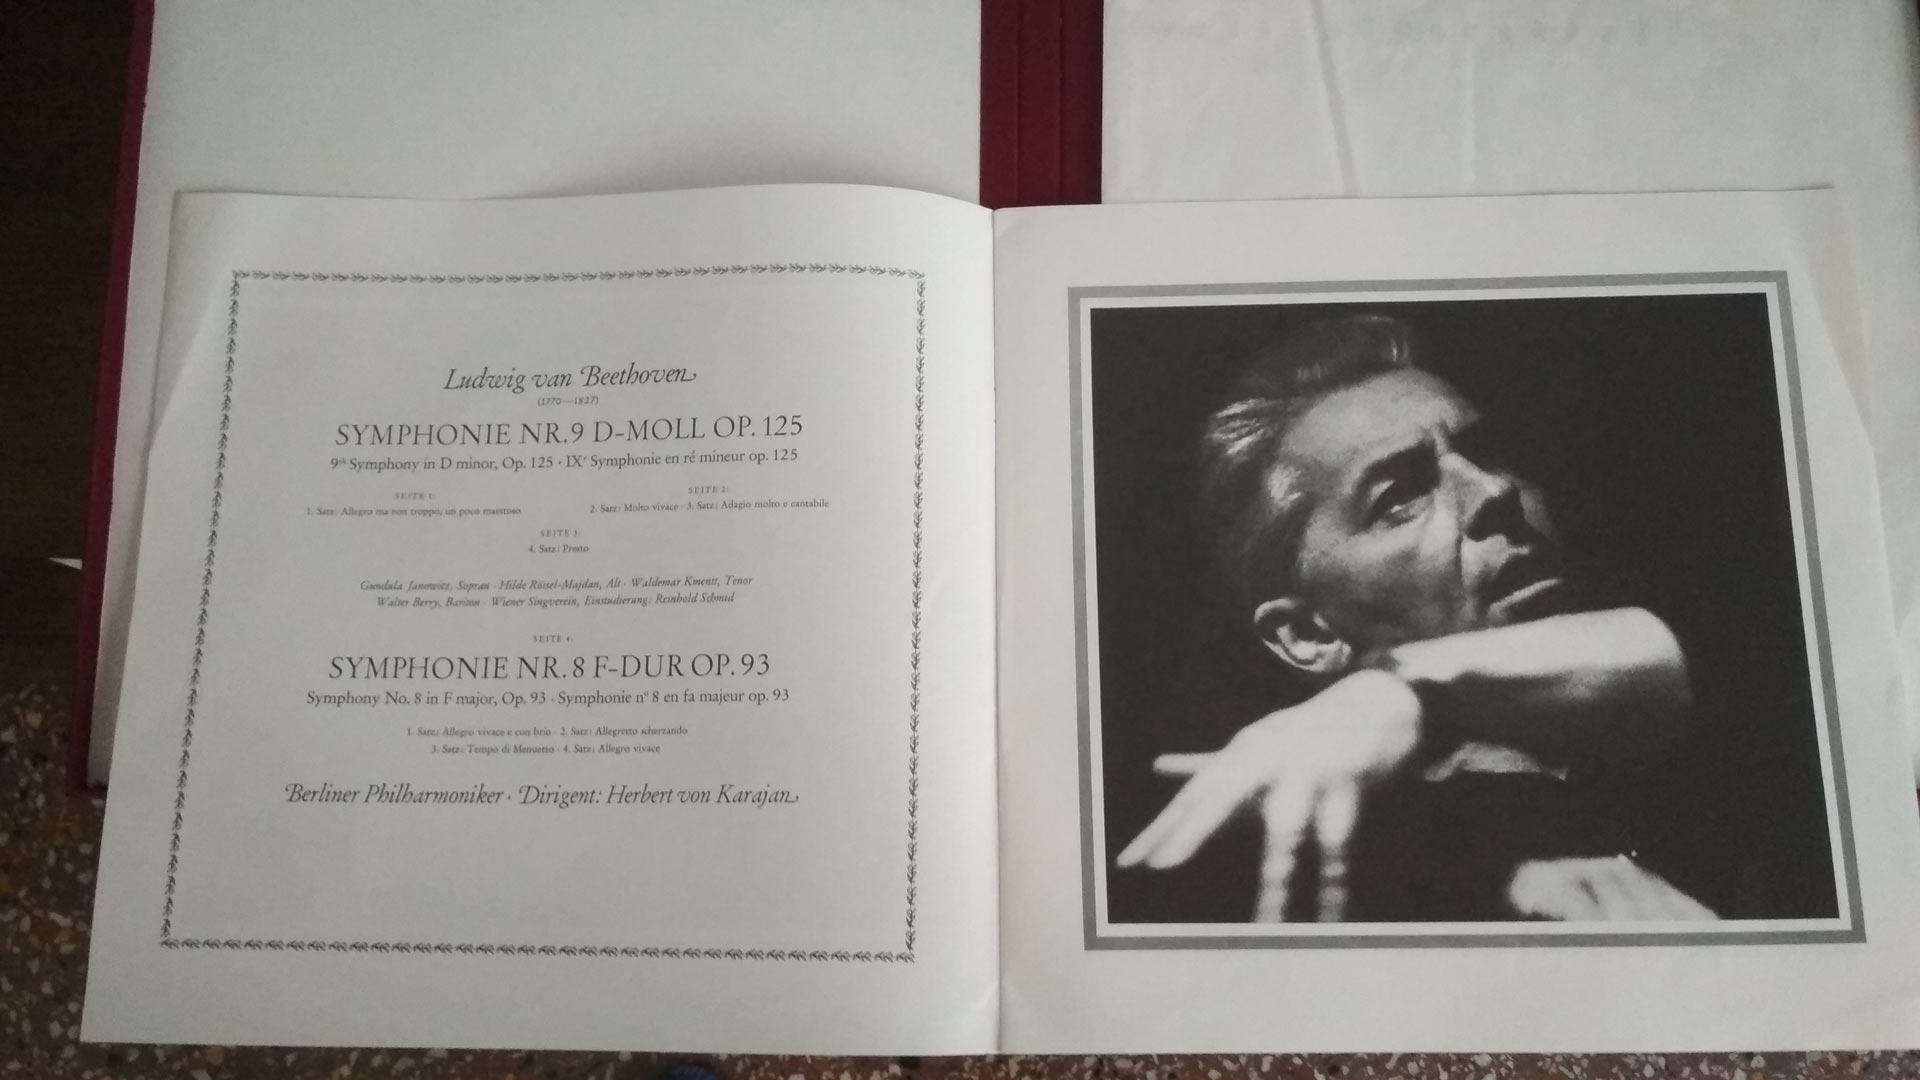 Ludwig van Beethoven
(1770—1827)
SYMPHONIE NR. 9 D-MOLL OP. 125
9th Symphony in D minor, Op. 125 · IXe Symphonie en ré mineur op. 125
SEITE 1:
1. Satz: Allegro ma non troppo, un poco maestoso
SEITE 2:
2. Satz: Molto vivace · 3. Satz: Adagio molto e cantabile
SEITE 3:
4. Satz: Presto
Gundula Janowitz, Sopran · Hilde Rössel-Majdan, Alt · Waldemar Kmentt, Tenor
Walter Berry, Bariton · Wiener Singverein, Einstudierung: Reinhold Schmid
SEITE 4:
SYMPHONIE NR. 8 F-DUR OP. 93
Symphony No. 8 in F major, Op. 93 · Symphonie n° 8 en fa majeur op. 93
1. Satz: Allegro vivace e con brio · 2. Satz: Allegretto scherzando
3. Satz: Tempo di Menuetto · 4. Satz: Allegro vivace
Berliner Philharmoniker · Dirigent: Herbert von Karajan